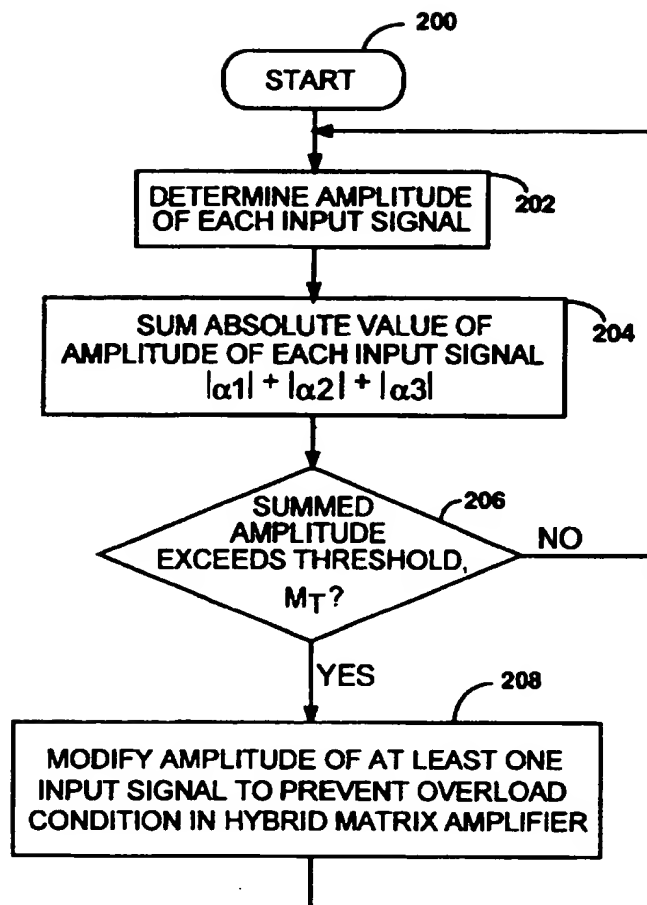 200
START
DETERMINE AMPLITUDE
OF EACH INPUT SIGNAL
202
SUM ABSOLUTE VALUE OF
AMPLITUDE OF EACH INPUT SIGNAL
|α1| + |α2| + |α3|
204
SUMMED
AMPLITUDE
EXCEEDS THRESHOLD,
MT?
206
NO
YES
208
MODIFY AMPLITUDE OF AT LEAST ONE
INPUT SIGNAL TO PREVENT OVERLOAD
CONDITION IN HYBRID MATRIX AMPLIFIER